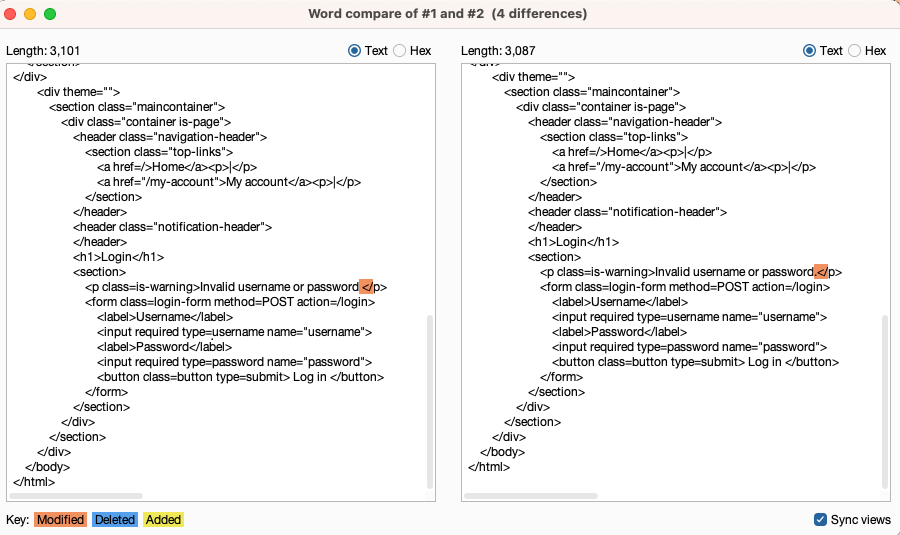 Word compare of #1 and #2 (4 differences)
Length: 3,101
Text
Hex
</section>
</div>
<div theme="">
<section class="maincontainer">
<div class="container is-page">
<header class="navigation-header">
<section class="top-links">
<a href=/>Home</a><p>|</p>
<a href="/my-account">My account</a><p>|</p>
</section>
</header>
<header class="notification-header">
</header>
<h1>Login</h1>
<section>
<p class=is-warning>Invalid username or password </p>
<form class=login-form method=POST action=/login>
<label>Username</label>
<input required type=username name="username">
<label>Password</label>
<input required type=password name="password">
<button class=button type=submit> Log in </button>
</form>
</section>
</div>
</section>
</div>
</body>
</html>
Length: 3,087
Text
Hex
</div>
<div theme="">
<section class="maincontainer">
<div class="container is-page">
<header class="navigation-header">
<section class="top-links">
<a href=/>Home</a><p>|</p>
<a href="/my-account">My account</a><p>|</p>
</section>
</header>
<header class="notification-header">
</header>
<h1>Login</h1>
<section>
<p class=is-warning>Invalid username or password.</p>
<form class=login-form method=POST action=/login>
<label>Username</label>
<input required type=username name="username">
<label>Password</label>
<input required type=password name="password">
<button class=button type=submit> Log in </button>
</form>
</section>
</div>
</section>
</div>
</body>
</html>
Key: Modified Deleted Added
Sync views